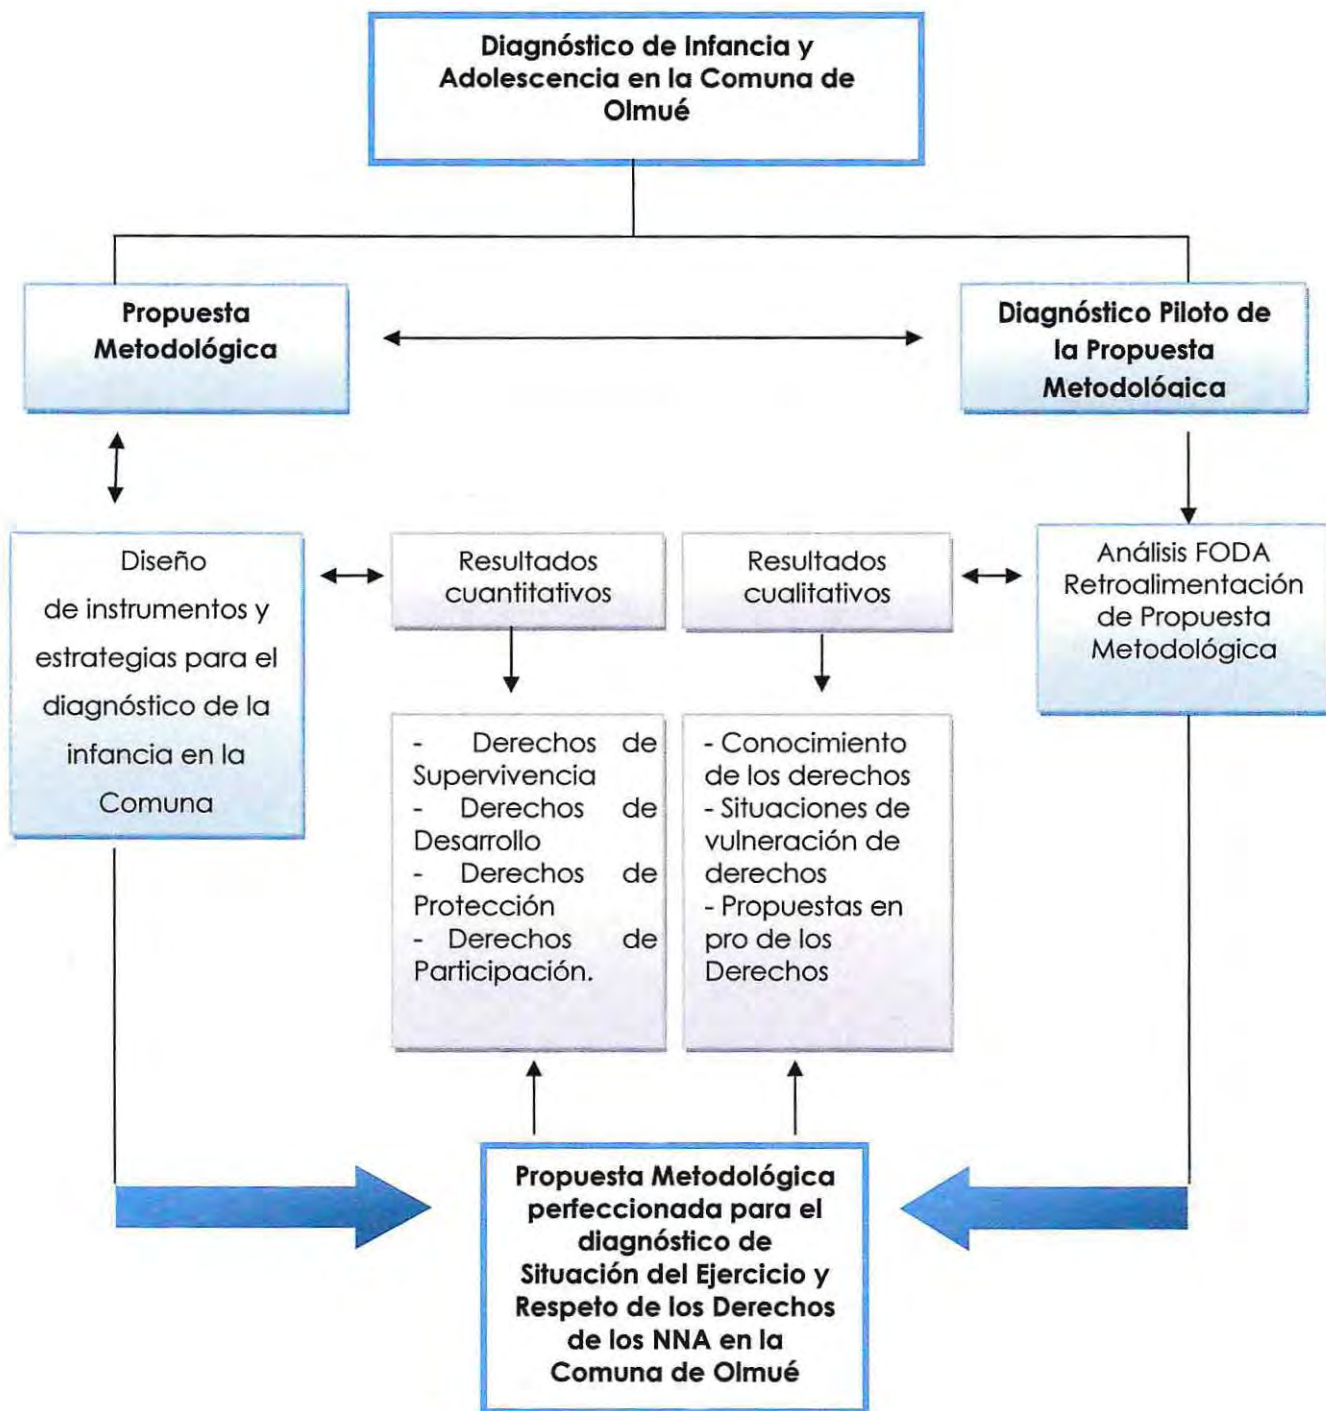 Diagnóstico de Infancia y
Adolescencia en la Comuna de
Olmué
Propuesta
Metodológica
Diagnóstico Piloto de
la Propuesta
Metodológica
Diseño
de instrumentos y
estrategias para el
diagnóstico de la
infancia en la
Comuna
Resultados
cuantitativos
Resultados
cualitativos
Análisis FODA
Retroalimentación
de Propuesta
Metodológica
- Derechos de
Supervivencia
- Derechos de
Desarrollo
- Derechos de
Protección
- Derechos de
Participación.
- Conocimiento
de los derechos
- Situaciones de
vulneración de
derechos
- Propuestas en
pro de los
Derechos
Propuesta Metodológica
perfeccionada para el
diagnóstico de
Situación del Ejercicio y
Respeto de los Derechos
de los NNA en la
Comuna de Olmué